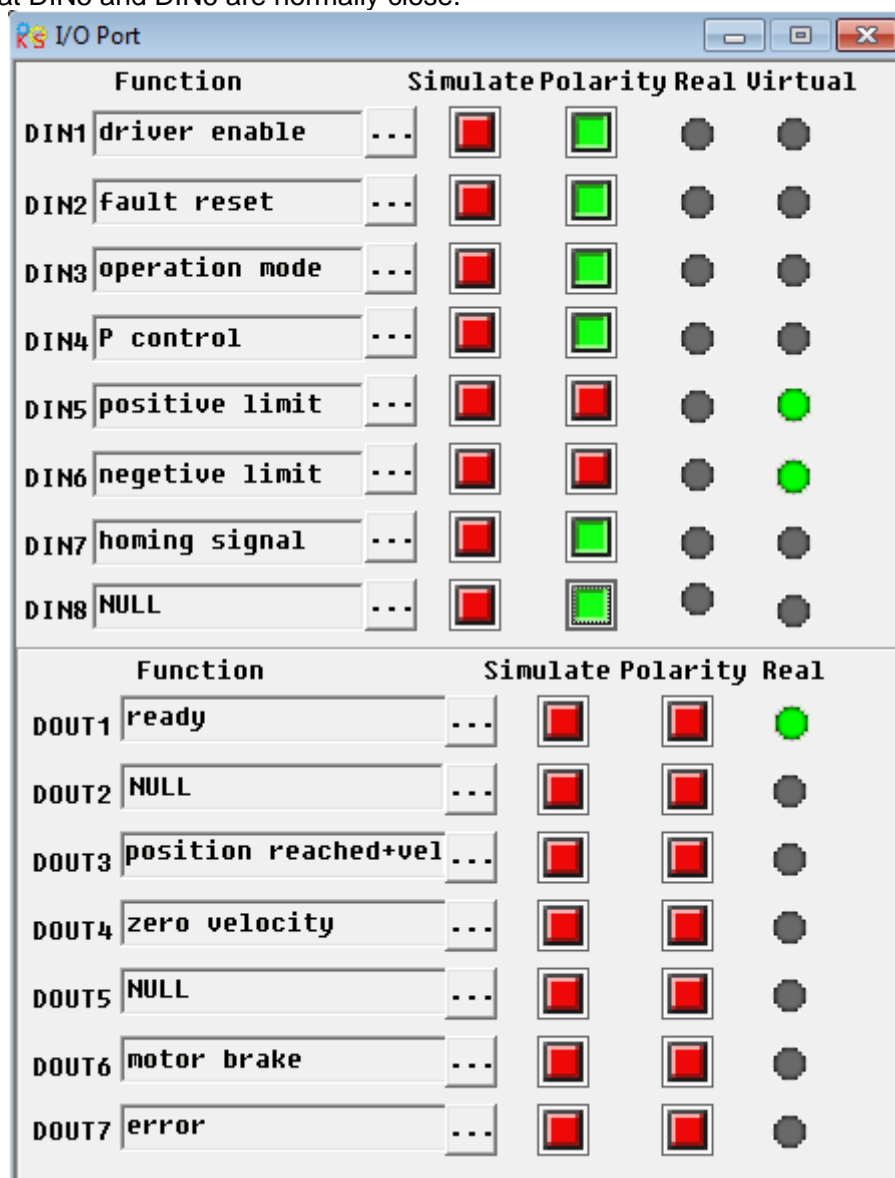 at DIN5 and DIN6 are normally close.
I/O Port
Function Simulate Polarity Real Virtual
DIN1 driver enable ...
DIN2 fault reset ...
DIN3 operation mode ...
DIN4 P control ...
DIN5 positive limit ...
DIN6 negetive limit ...
DIN7 homing signal ...
DIN8 NULL ...
Function Simulate Polarity Real
DOUT1 ready ...
DOUT2 NULL ...
DOUT3 position reached+vel ...
DOUT4 zero velocity ...
DOUT5 NULL ...
DOUT6 motor brake ...
DOUT7 error ...